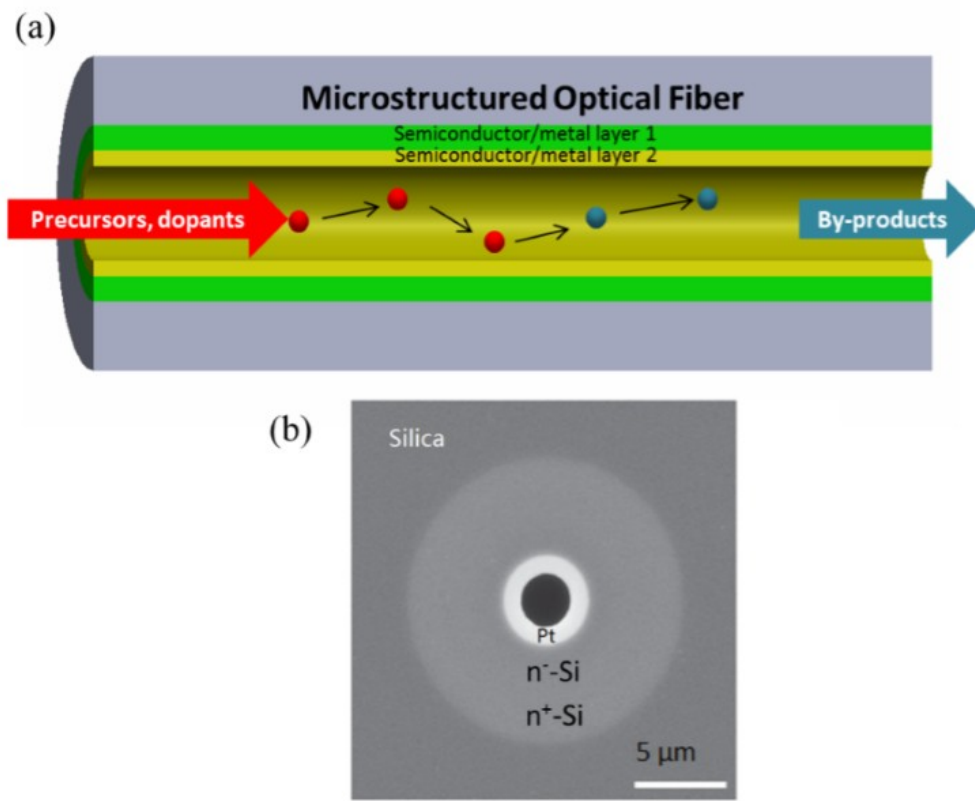 (a)
Microstructured Optical Fiber
Semiconductor/metal layer 1
Semiconductor/metal layer 2
Precursors, dopants
By-products
(b)
Silica
Pt
n⁻-Si
n⁺-Si
5 μm